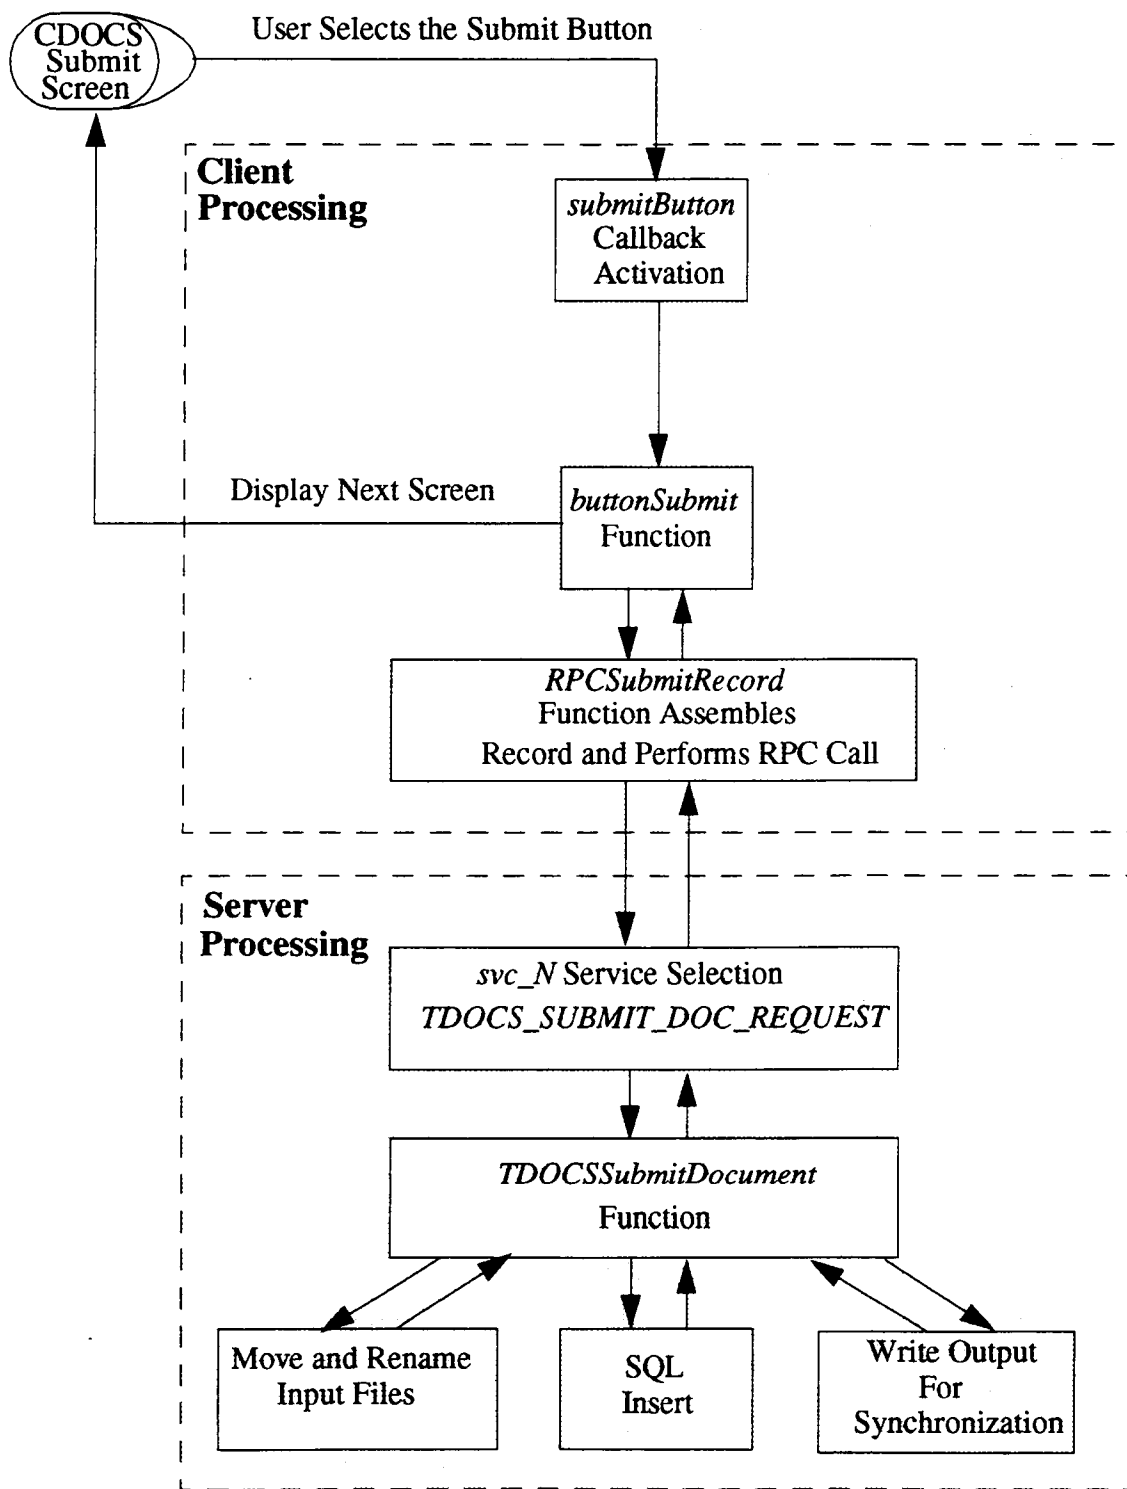 CDOCS
Submit
Screen
User Selects the Submit Button
Client
Processing
submitButton
Callback
Activation
Display Next Screen
buttonSubmit
Function
RPCSubmitRecord
Function Assembles
Record and Performs RPC Call
Server
Processing
svc_N Service Selection
TDOCS_SUBMIT_DOC_REQUEST
TDOCSSubmitDocument
Function
Move and Rename
Input Files
SQL
Insert
Write Output
For
Synchronization